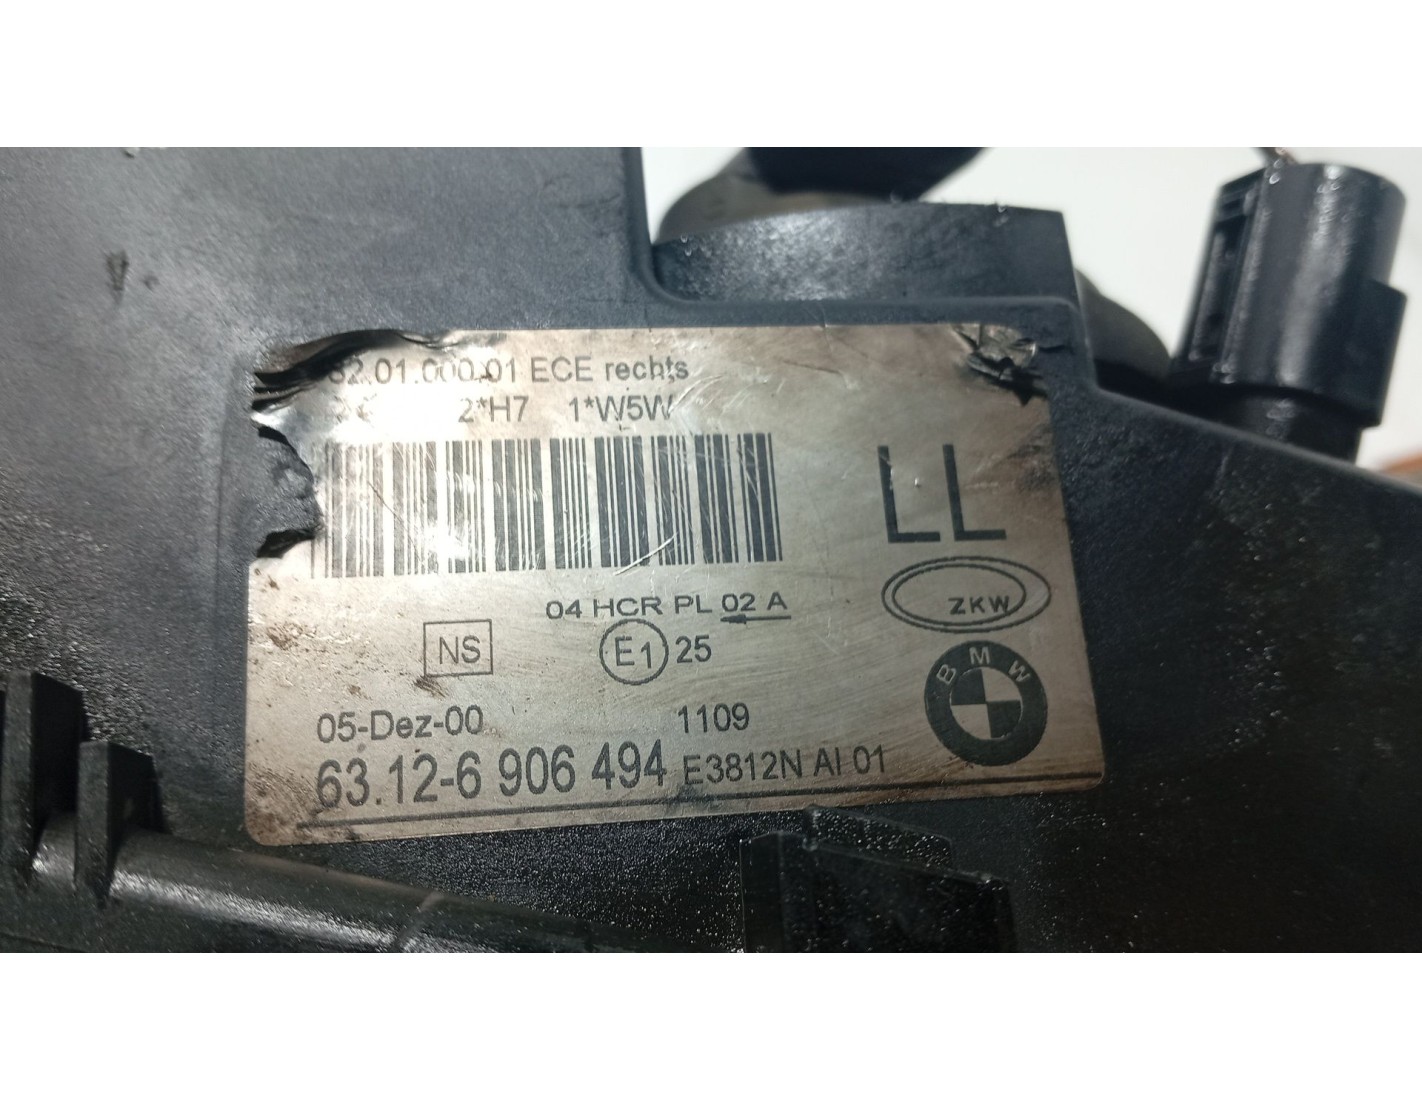 82.01.000.01 ECE rechts
2*H7 1*W5W
LL
04 HCR PL 02 A
ZKW
NS
E1 25
BMW
05-Dez-00 1109
63.12-6 906 494 E3812N AI 01